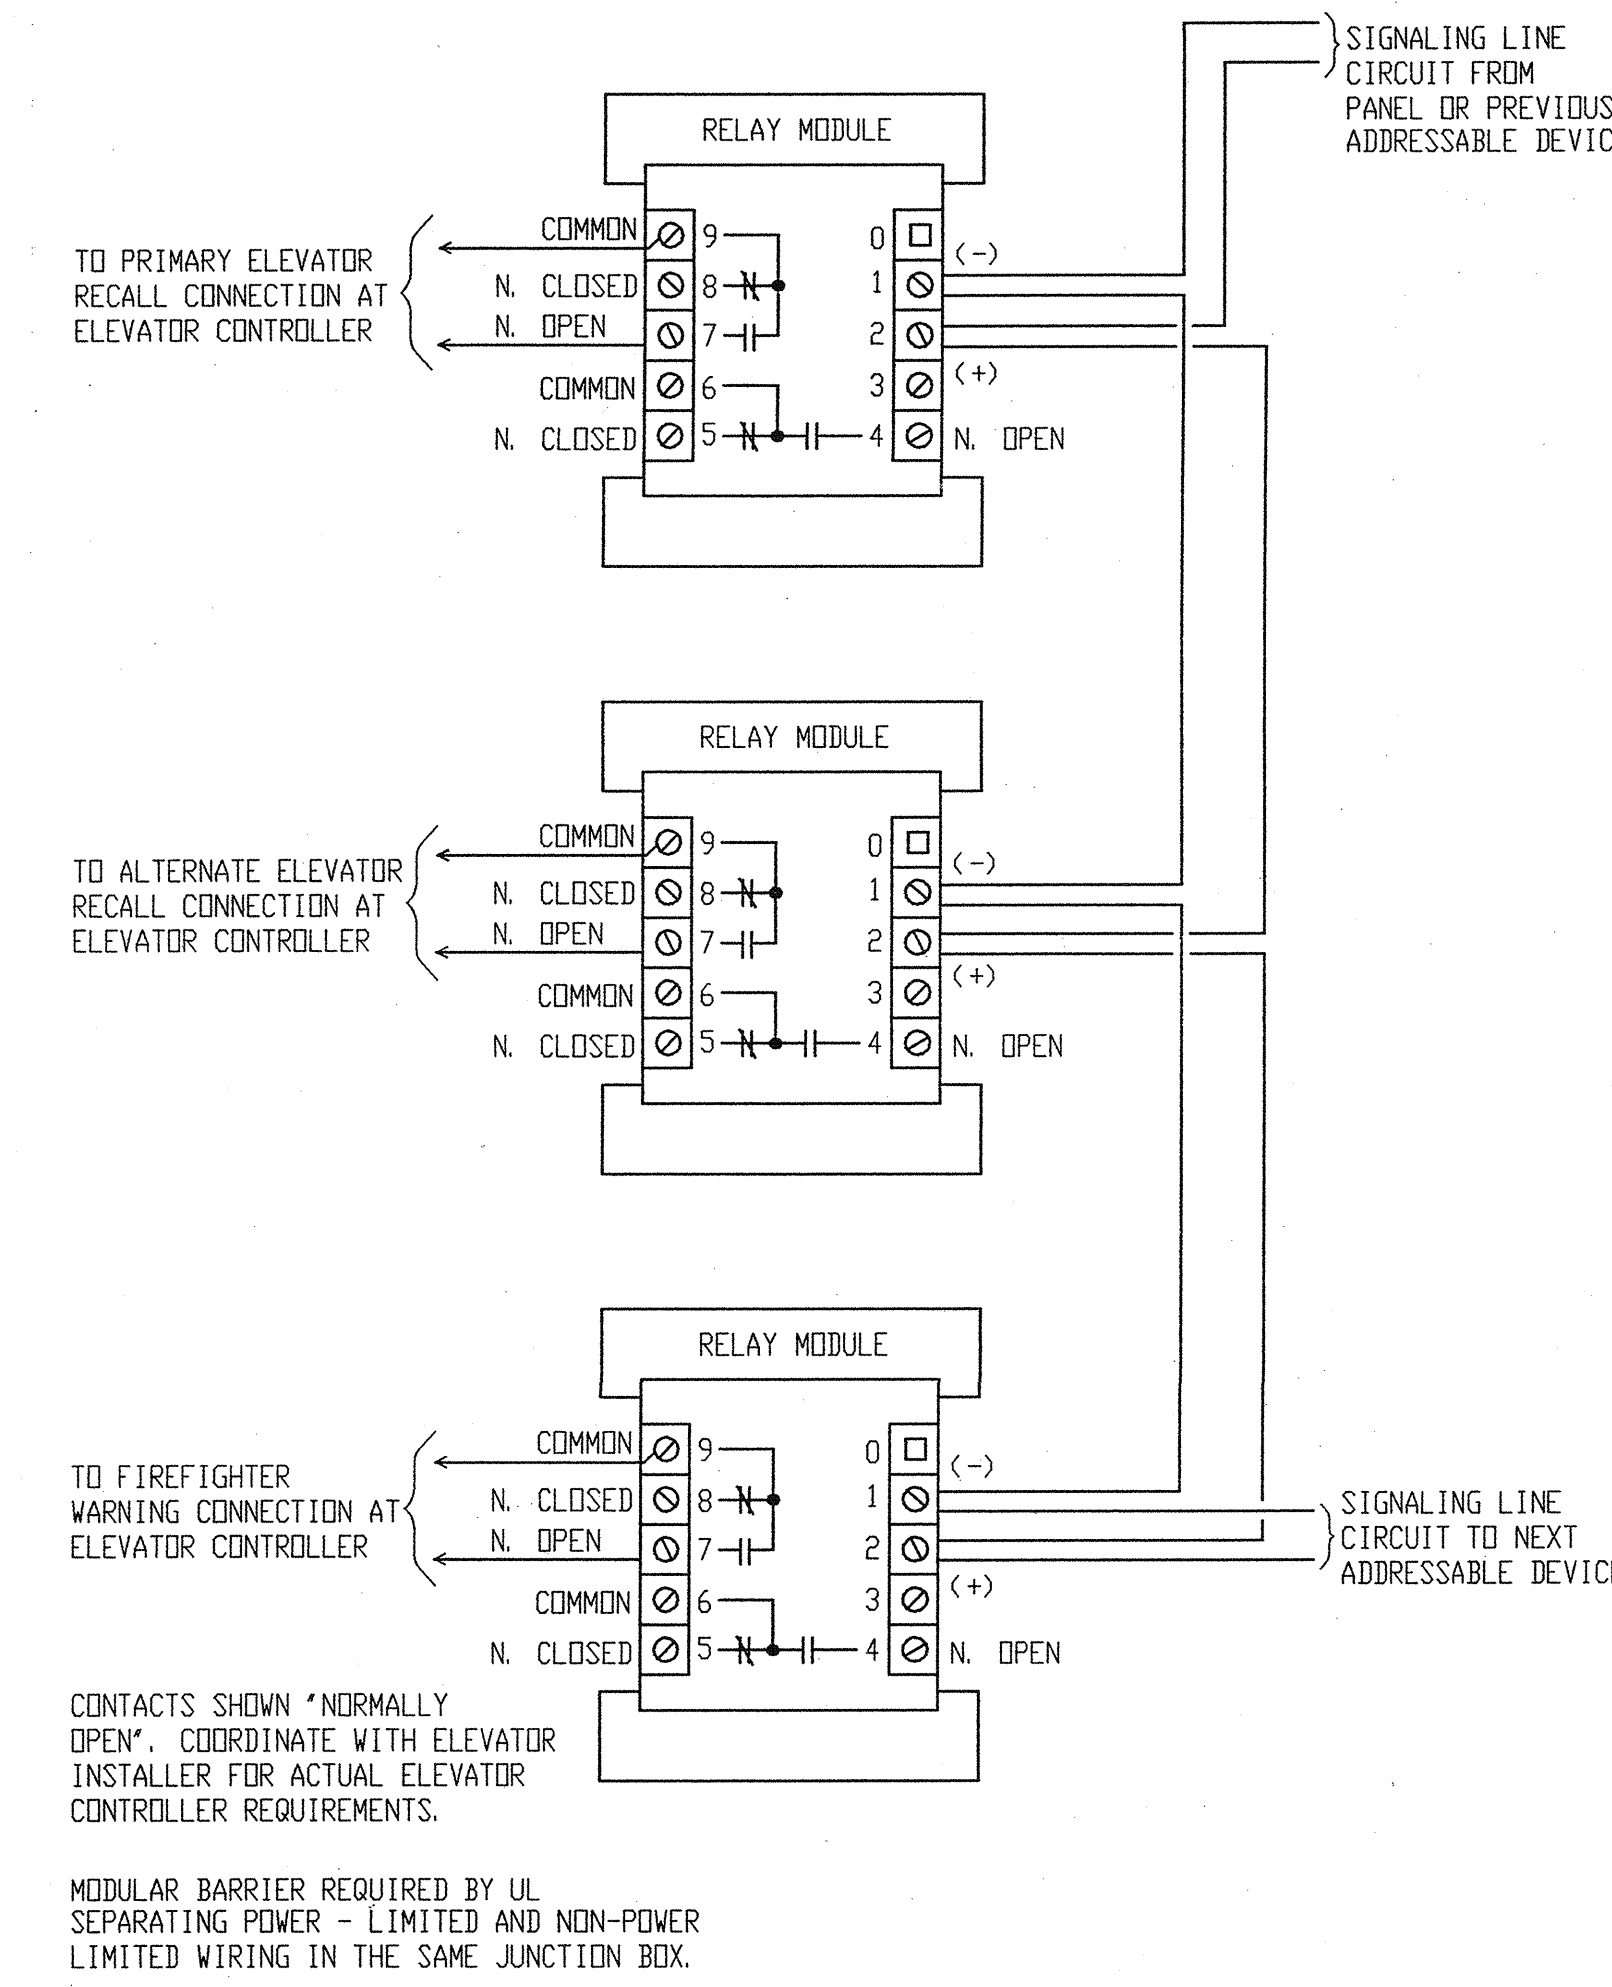 SIGNALING LINE
CIRCUIT FROM
PANEL OR PREVIOUS
ADDRESSABLE DEVIC
RELAY MODULE
TO PRIMARY ELEVATOR
RECALL CONNECTION AT
ELEVATOR CONTROLLER
COMMON 9 0 (-)
N. CLOSED 8 1
N. OPEN 7 2
COMMON 6 3 (+)
N. CLOSED 5 4 N. OPEN
RELAY MODULE
TO ALTERNATE ELEVATOR
RECALL CONNECTION AT
ELEVATOR CONTROLLER
COMMON 9 0 (-)
N. CLOSED 8 1
N. OPEN 7 2
COMMON 6 3 (+)
N. CLOSED 5 4 N. OPEN
RELAY MODULE
TO FIREFIGHTER
WARNING CONNECTION AT
ELEVATOR CONTROLLER
COMMON 9 0 (-)
N. CLOSED 8 1
N. OPEN 7 2
COMMON 6 3 (+)
N. CLOSED 5 4 N. OPEN
SIGNALING LINE
CIRCUIT TO NEXT
ADDRESSABLE DEVICE
CONTACTS SHOWN "NORMALLY
OPEN". COORDINATE WITH ELEVATOR
INSTALLER FOR ACTUAL ELEVATOR
CONTROLLER REQUIREMENTS.
MODULAR BARRIER REQUIRED BY UL
SEPARATING POWER - LIMITED AND NON-POWER
LIMITED WIRING IN THE SAME JUNCTION BOX.